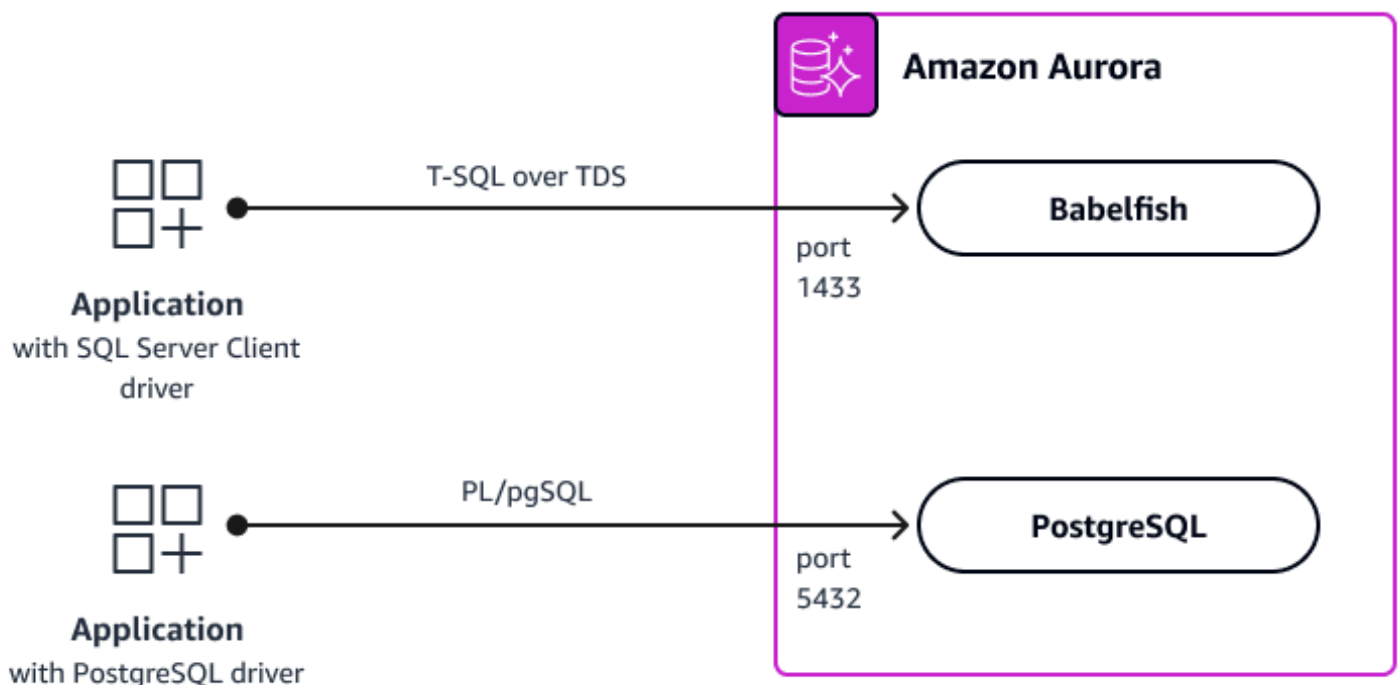 Amazon Aurora
T-SQL over TDS
Babelfish
port
1433
Application
with SQL Server Client
driver
PL/pgSQL
PostgreSQL
port
5432
Application
with PostgreSQL driver